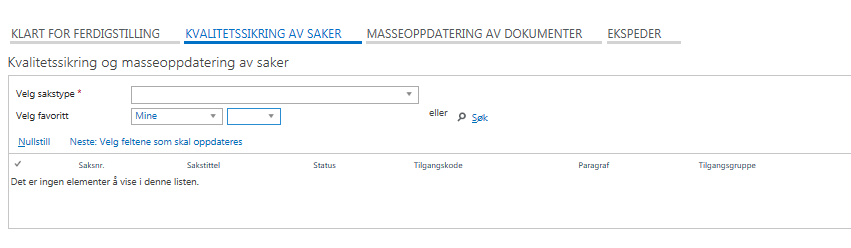 KLART FOR FERDIGSTILLING KVALITETSSIKRING AV SAKER MASSEOPPDATERING AV DOKUMENTER EKSPEDER
Kvalitetssikring og masseoppdatering av saker
Velg sakstype *
Velg favoritt Mine eller Søk
Nullstill Neste: Velg feltene som skal oppdateres
Saksnr. Sakstittel Status Tilgangskode Paragraf Tilgangsgruppe
Det er ingen elementer å vise i denne listen.